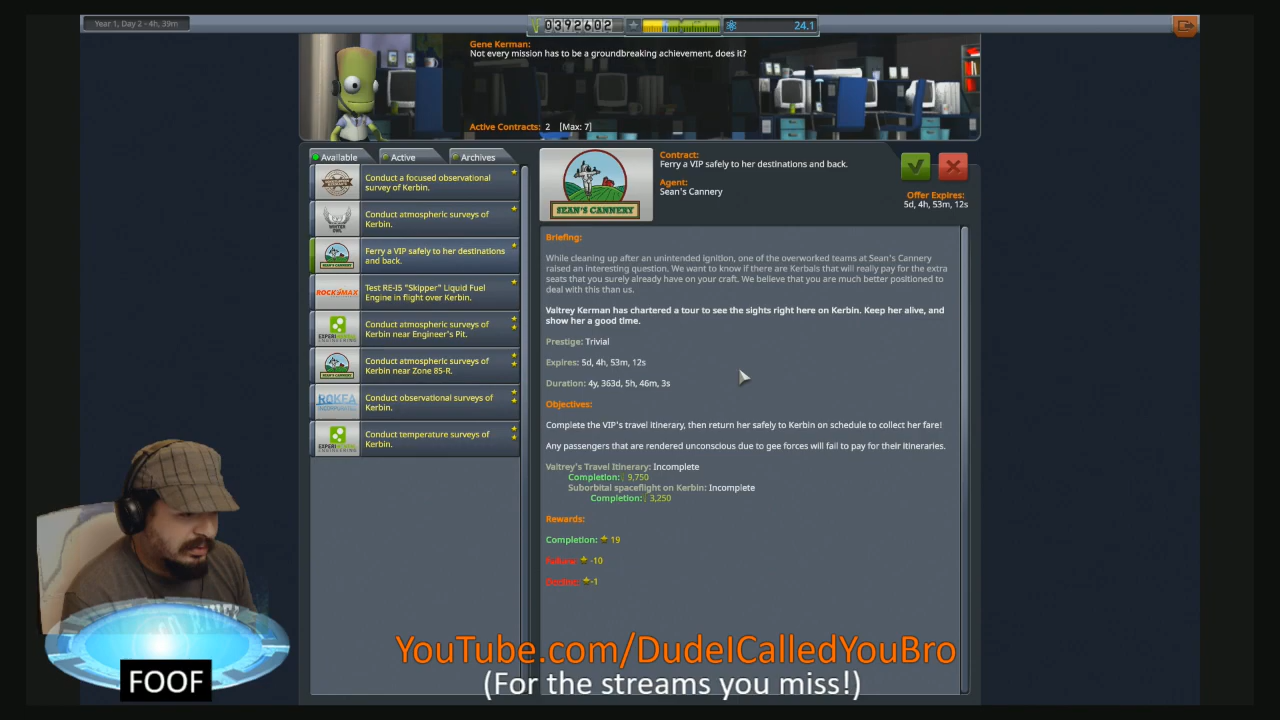 Year 1, Day 2 - 4h, 39m
0392602
24.1
Gene Kerman:
Not every mission has to be a groundbreaking achievement, does it?
Active Contracts: 2 [Max: 7]
Available
Active
Archives
Conduct a focused observational
survey of Kerbin.
Conduct atmospheric surveys of
Kerbin.
WINTER
OWL
Ferry a VIP safely to her destinations
and back.
ROCKOMAX
Test RE-I5 "Skipper" Liquid Fuel
Engine in flight over Kerbin.
Conduct atmospheric surveys of
Kerbin near Engineer's Pit.
EXPERIMENTAL
ENGINEERING
Conduct atmospheric surveys of
Kerbin near Zone 85-R.
ROKEA
Conduct observational surveys of
Kerbin.
Conduct temperature surveys of
Kerbin.
EXPERIMENTAL
ENGINEERING
SEAN'S CANNERY
Contract:
Ferry a VIP safely to her destinations and back.
Agent:
Sean's Cannery
Offer Expires:
5d, 4h, 53m, 12s
Briefing:
While cleaning up after an unintended ignition, one of the overworked teams at Sean's Cannery
raised an interesting question. We want to know if there are Kerbals that will really pay for the extra
seats that you surely already have on your craft. We believe that you are much better positioned to
deal with this than us.
Valtrey Kerman has chartered a tour to see the sights right here on Kerbin. Keep her alive, and
show her a good time.
Prestige: Trivial
Expires: 5d, 4h, 53m, 12s
Duration: 4y, 363d, 5h, 46m, 3s
Objectives:
Complete the VIP's travel itinerary, then return her safely to Kerbin on schedule to collect her fare!
Any passengers that are rendered unconscious due to gee forces will fail to pay for their itineraries.
Valtrey's Travel Itinerary: Incomplete
Completion: 9,750
Suborbital spaceflight on Kerbin: Incomplete
Completion: 3,250
Rewards:
Completion: 19
Failure: -10
Decline: -1
YouTube.com/DudeICalledYouBro
(For the streams you miss!)
FOOF